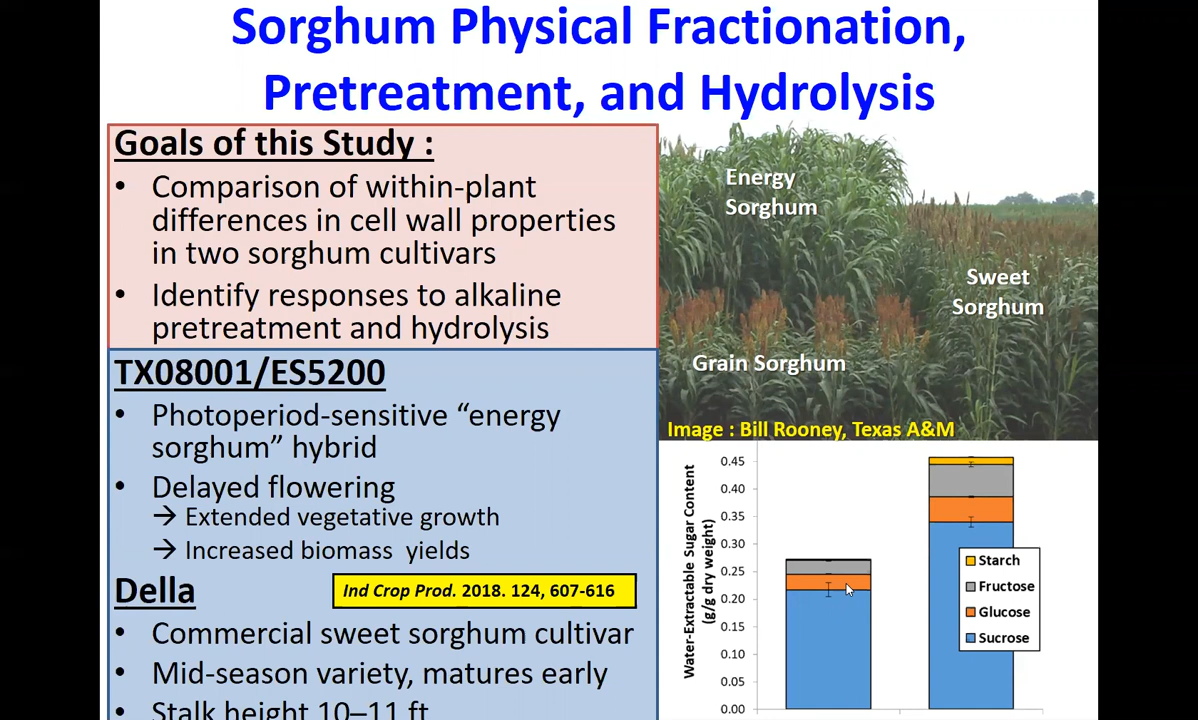 Sorghum Physical Fractionation,
Pretreatment, and Hydrolysis
Goals of this Study :
• Comparison of within-plant
differences in cell wall properties
in two sorghum cultivars
• Identify responses to alkaline
pretreatment and hydrolysis
TX08001/ES5200
• Photoperiod-sensitive “energy
sorghum” hybrid
• Delayed flowering
→ Extended vegetative growth
→ Increased biomass yields
Della
Ind Crop Prod. 2018. 124, 607-616
• Commercial sweet sorghum cultivar
• Mid-season variety, matures early
• Stalk height 10–11 ft
Energy
Sorghum
Sweet
Sorghum
Grain Sorghum
Image : Bill Rooney, Texas A&M
Water-Extractable Sugar Content
(g/g dry weight)
0.45
0.40
0.35
0.30
0.25
0.20
0.15
0.10
0.05
0.00
Starch
Fructose
Glucose
Sucrose